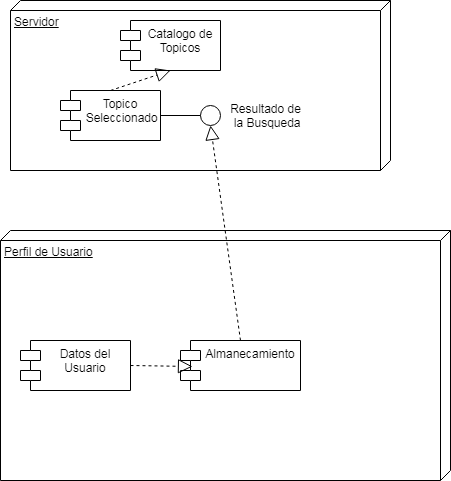 Servidor
Catalogo de
Topicos
Topico
Seleccionado
Resultado de
la Busqueda
Perfil de Usuario
Datos del
Usuario
Almanecamiento